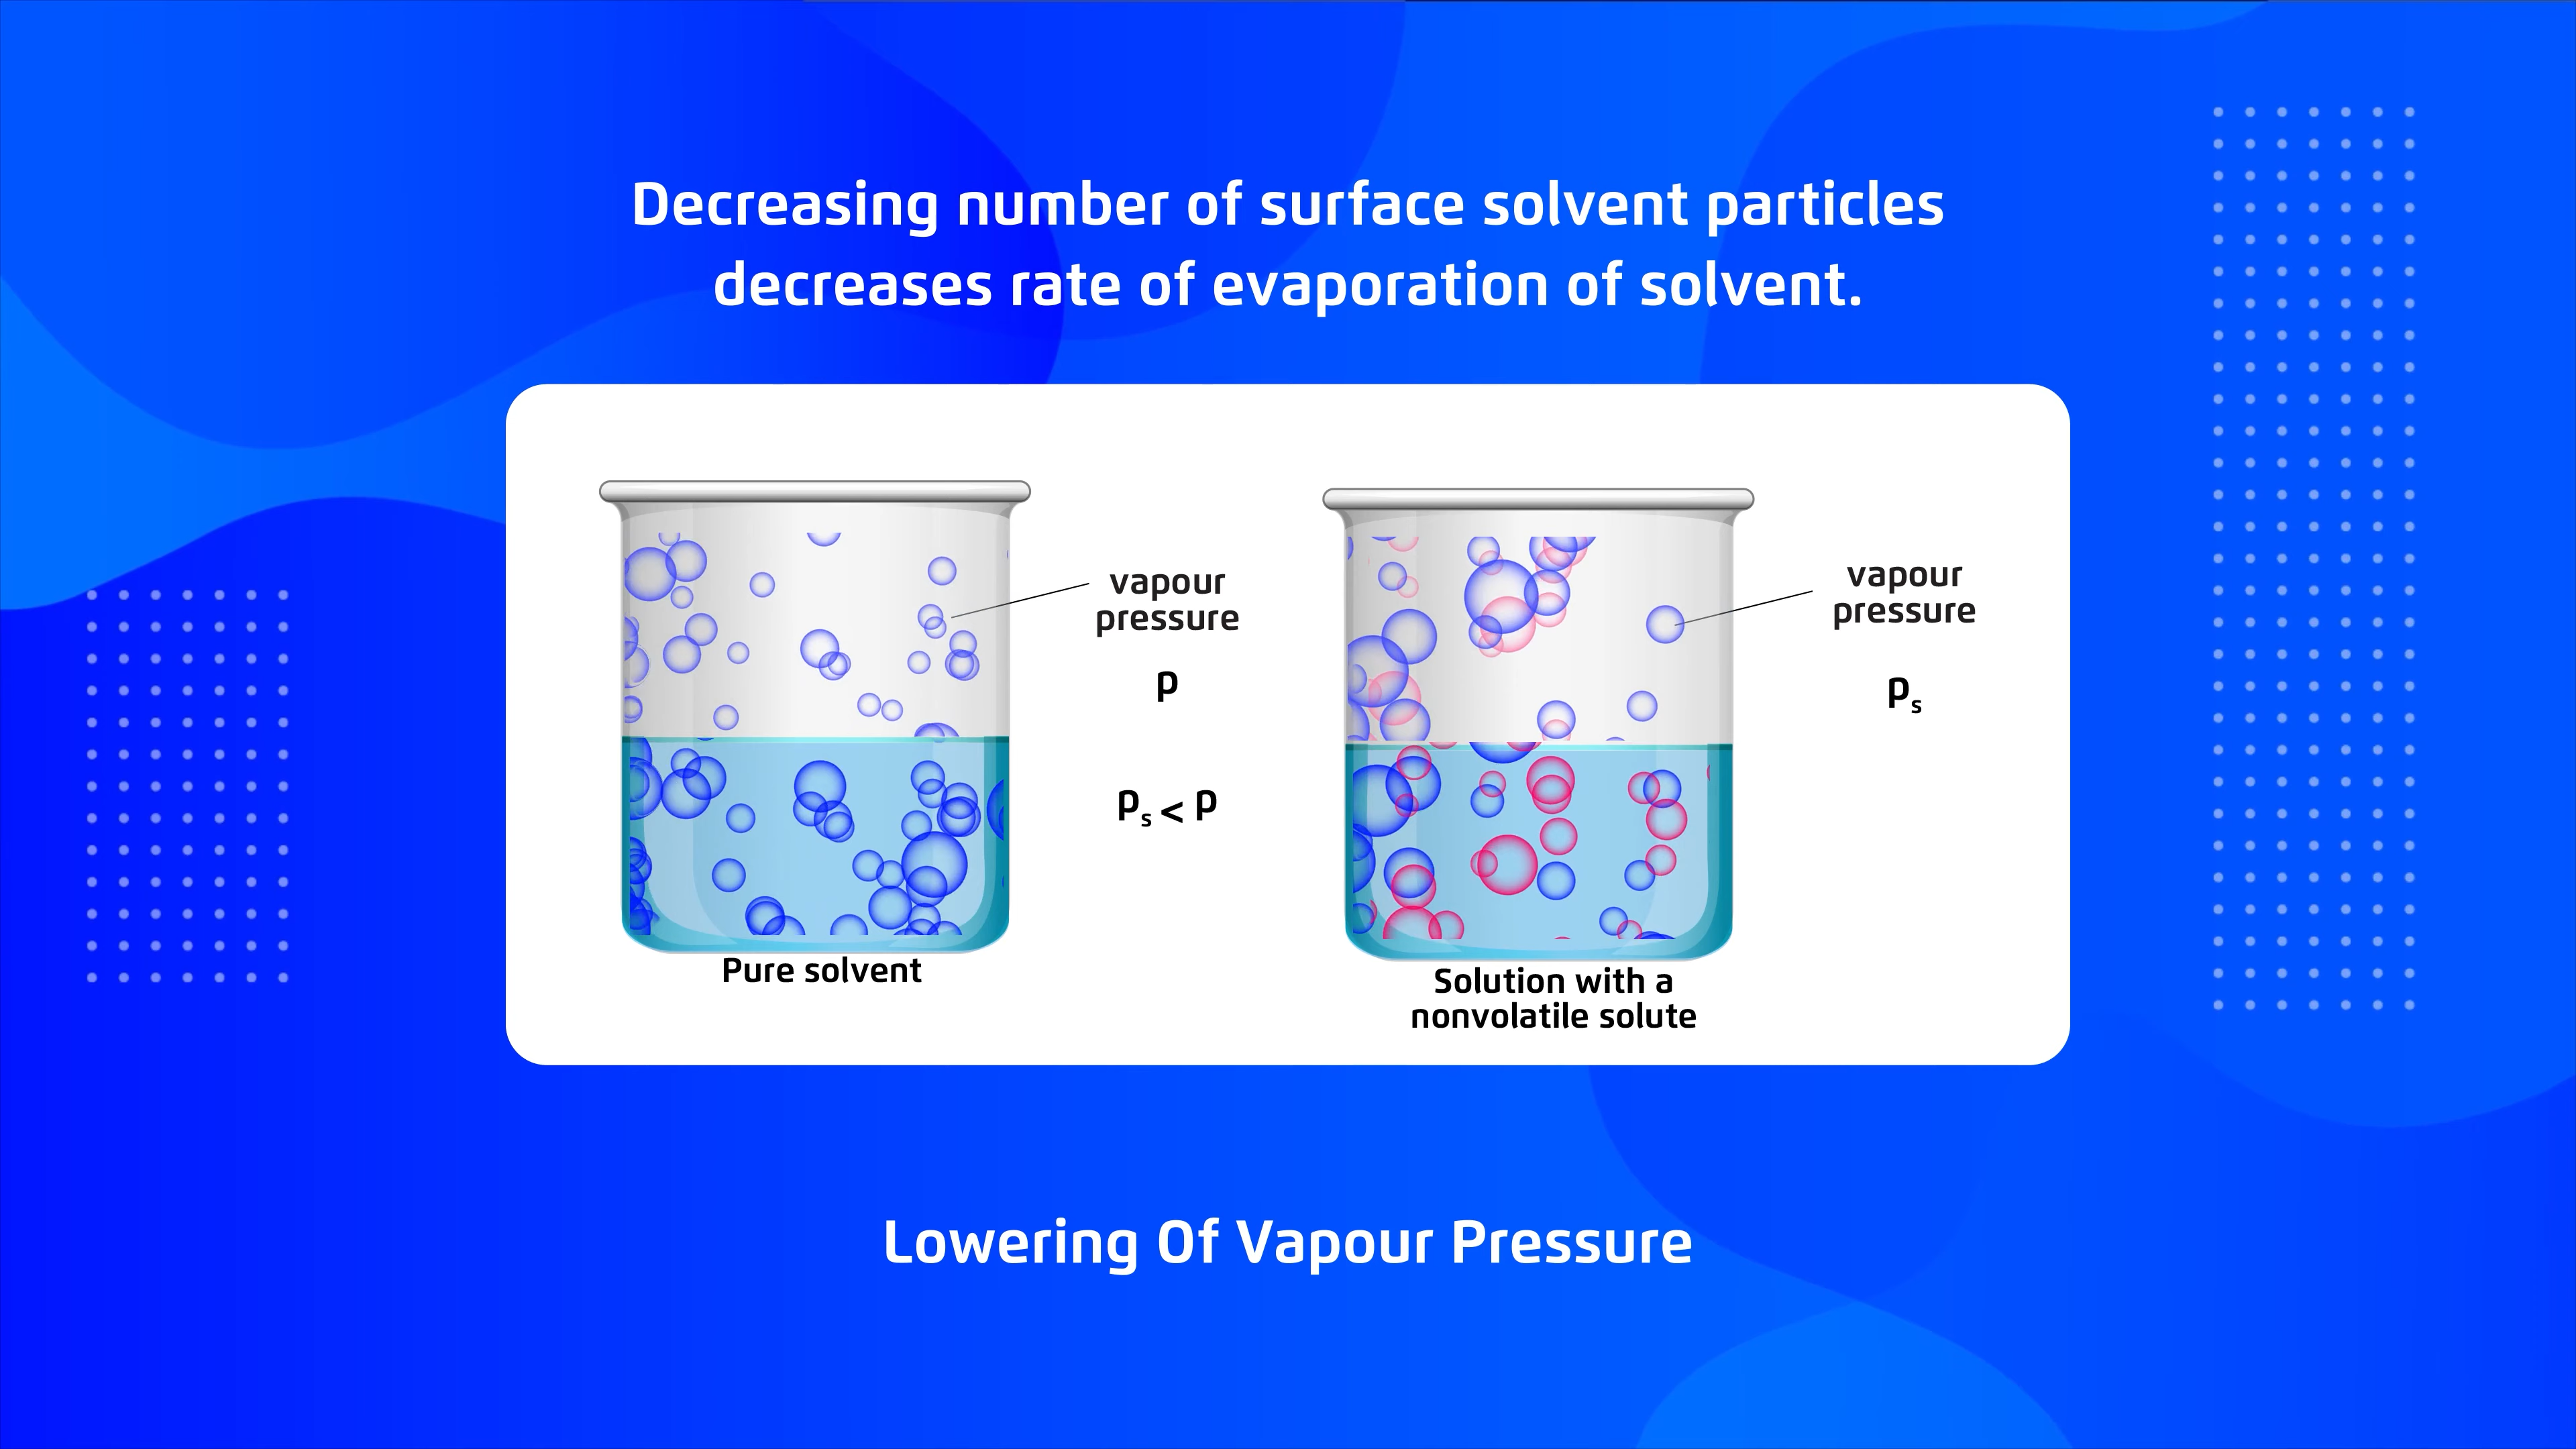 Decreasing number of surface solvent particles
decreases rate of evaporation of solvent.
vapour
pressure
p
pₛ < p
Pure solvent
vapour
pressure
pₛ
Solution with a
nonvolatile solute
Lowering Of Vapour Pressure